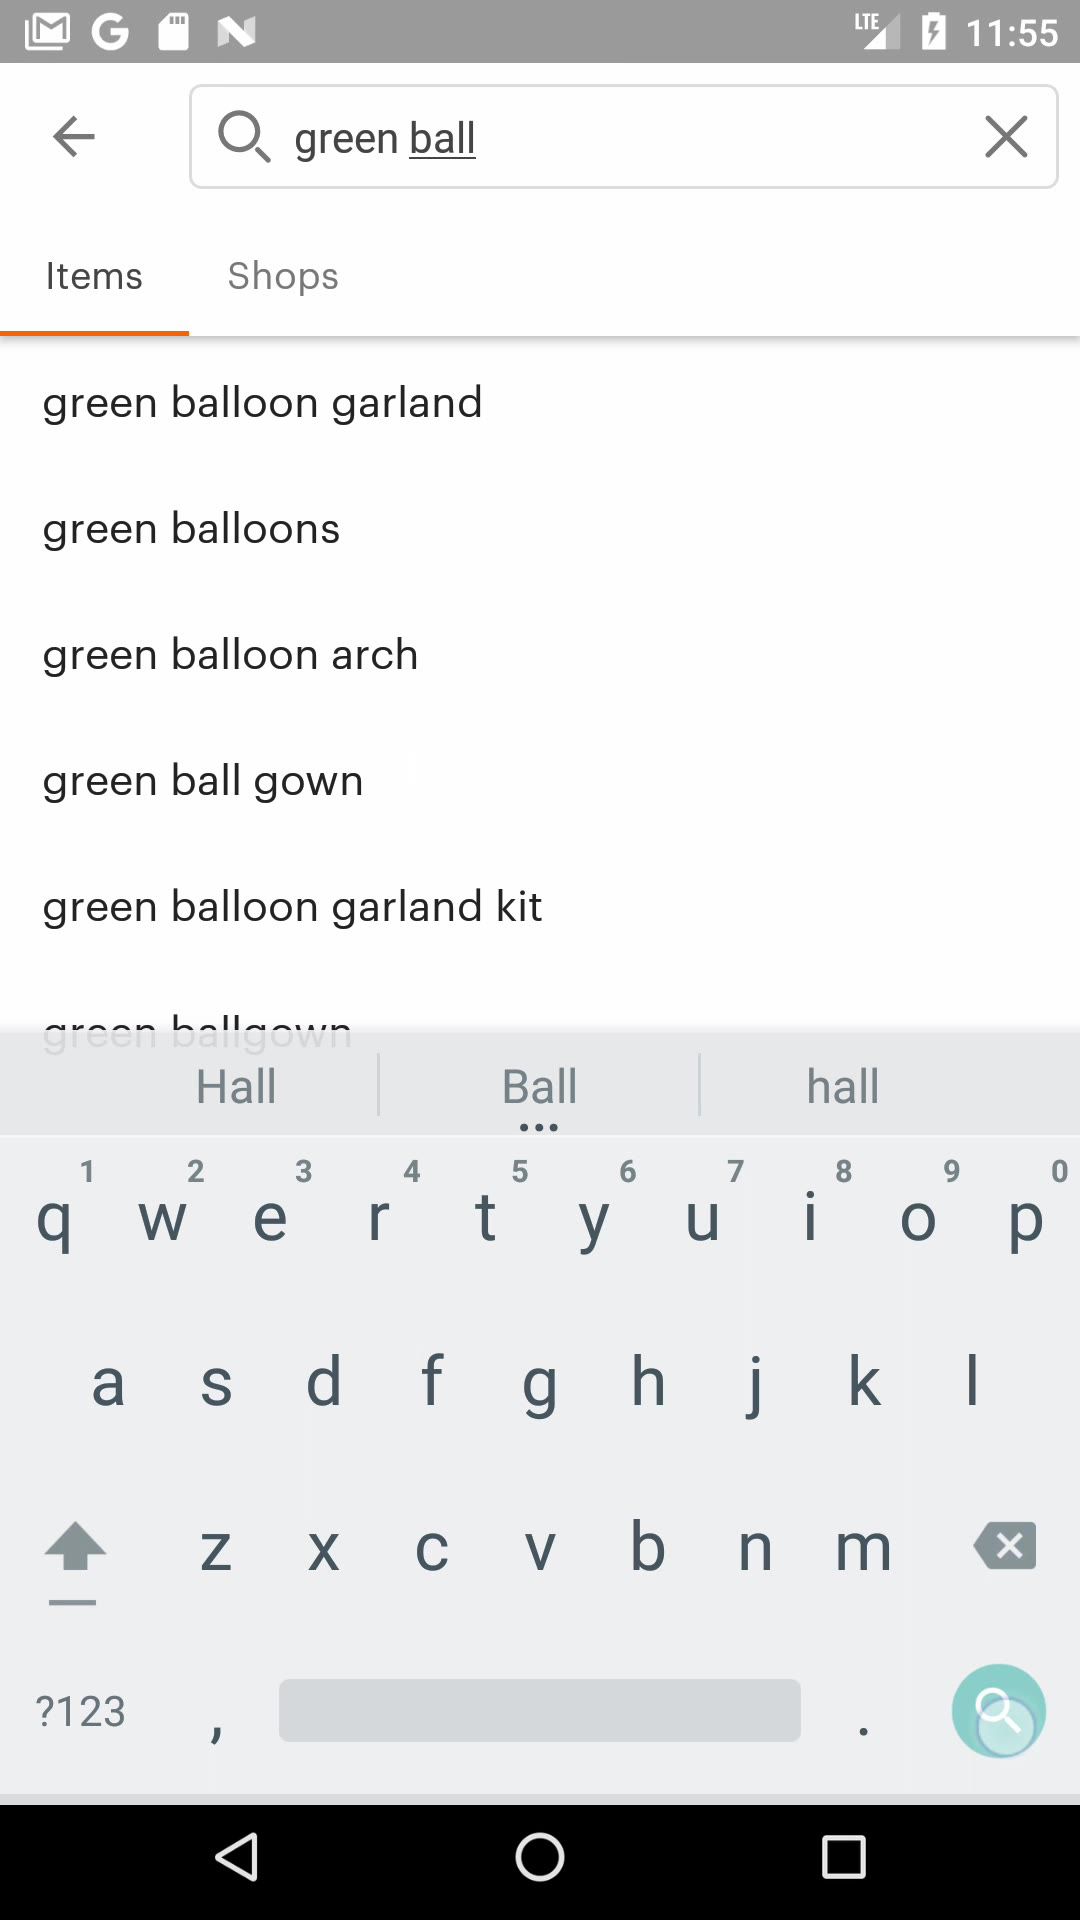 LTE 11:55
green ball
Items Shops
green balloon garland
green balloons
green balloon arch
green ball gown
green balloon garland kit
green ballgown
Hall Ball hall
1 2 3 4 5 6 7 8 9 0
q w e r t y u i o p
a s d f g h j k l
z x c v b n m
?123 , .